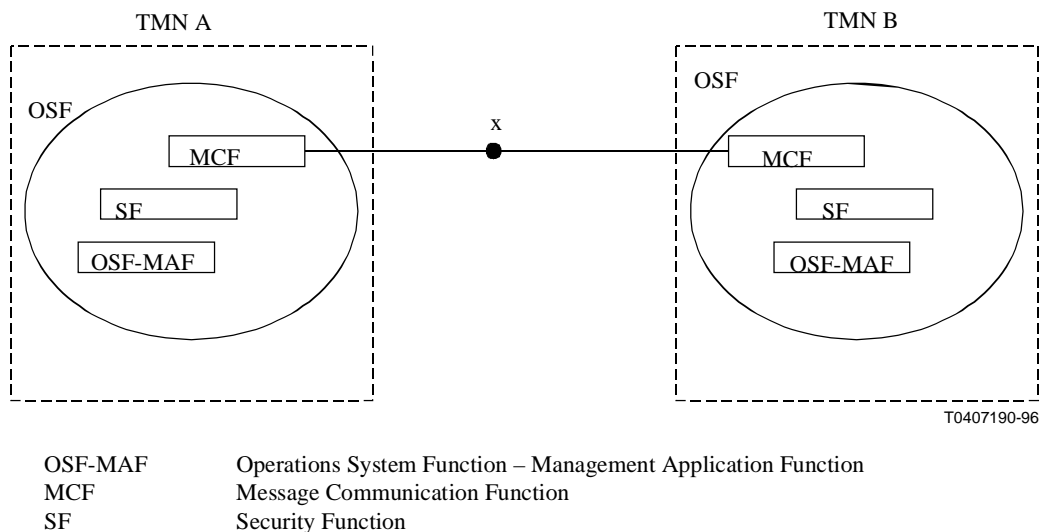 TMN A
TMN B
OSF
OSF
x
MCF
MCF
SF
SF
OSF-MAF
OSF-MAF
T0407190-96
OSF-MAF Operations System Function – Management Application Function
MCF Message Communication Function
SF Security Function